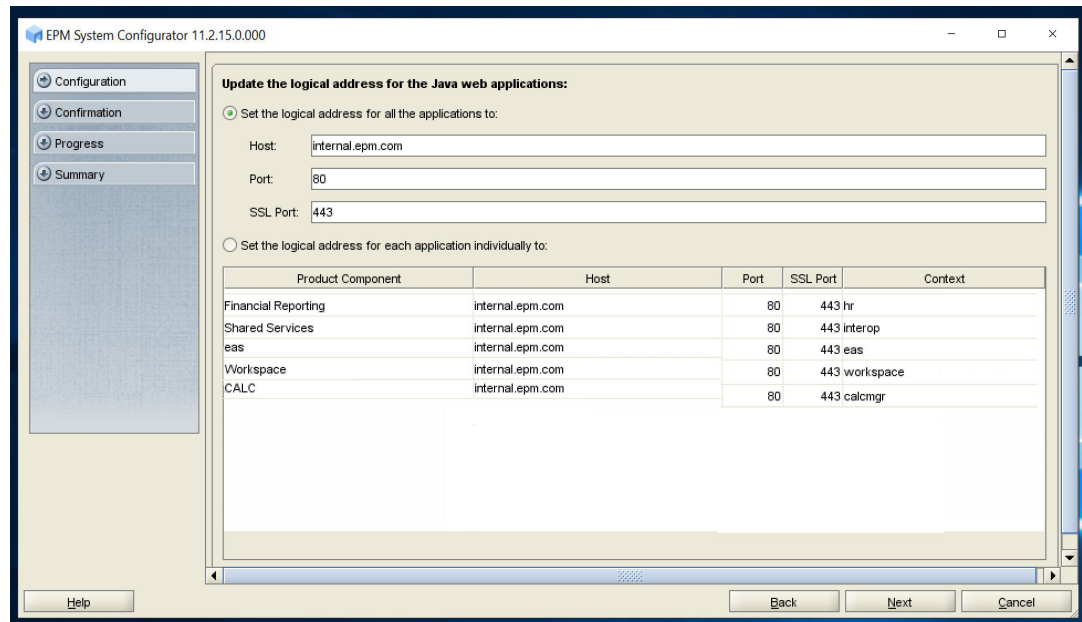 EPM System Configurator 11.2.15.0.000
Configuration
Confirmation
Progress
Summary
Update the logical address for the Java web applications:
Set the logical address for all the applications to:
Host: internal.epm.com
Port: 80
SSL Port: 443
Set the logical address for each application individually to:
Product Component Host Port SSL Port Context
Financial Reporting internal.epm.com 80 443 hr
Shared Services internal.epm.com 80 443 interop
eas internal.epm.com 80 443 eas
Workspace internal.epm.com 80 443 workspace
CALC internal.epm.com 80 443 calcmgr
Help Back Next Cancel